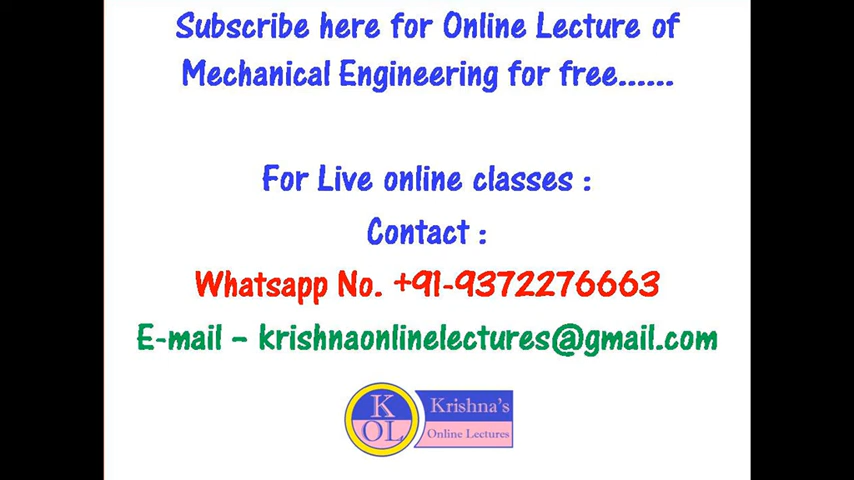 Subscribe here for Online Lecture of
Mechanical Engineering for free......
For Live online classes :
Contact :
Whatsapp No. +91-9372276663
E-mail – krishnaonlinelectures@gmail.com
K
OL
Krishna's
Online Lectures